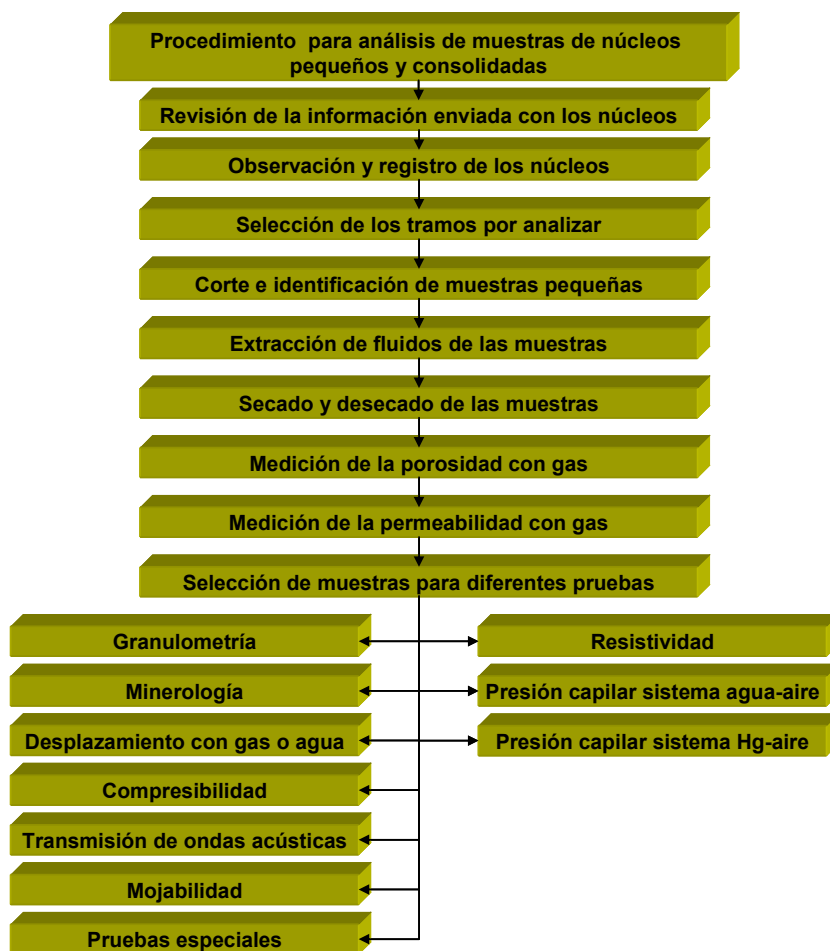 Procedimiento para análisis de muestras de núcleos
pequeños y consolidadas
Revisión de la información enviada con los núcleos
Observación y registro de los núcleos
Selección de los tramos por analizar
Corte e identificación de muestras pequeñas
Extracción de fluidos de las muestras
Secado y desecado de las muestras
Medición de la porosidad con gas
Medición de la permeabilidad con gas
Selección de muestras para diferentes pruebas
Granulometría
Resistividad
Minerología
Presión capilar sistema agua-aire
Desplazamiento con gas o agua
Presión capilar sistema Hg-aire
Compresibilidad
Transmisión de ondas acústicas
Mojabilidad
Pruebas especiales